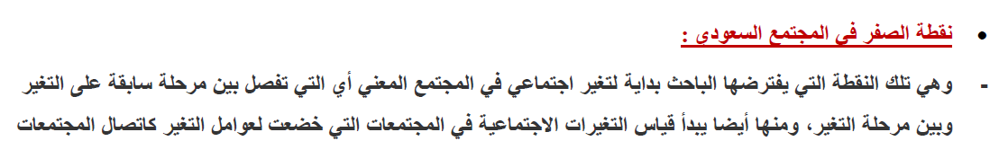 • نقطة الصفر في المجتمع السعودي :
- وهي تلك النقطة التي يفترضها الباحث بداية لتغير اجتماعي في المجتمع المعني أي التي تفصل بين مرحلة سابقة على التغير
وبين مرحلة التغير، ومنها أيضا يبدأ قياس التغيرات الاجتماعية في المجتمعات التي خضعت لعوامل التغير كاتصال المجتمعات